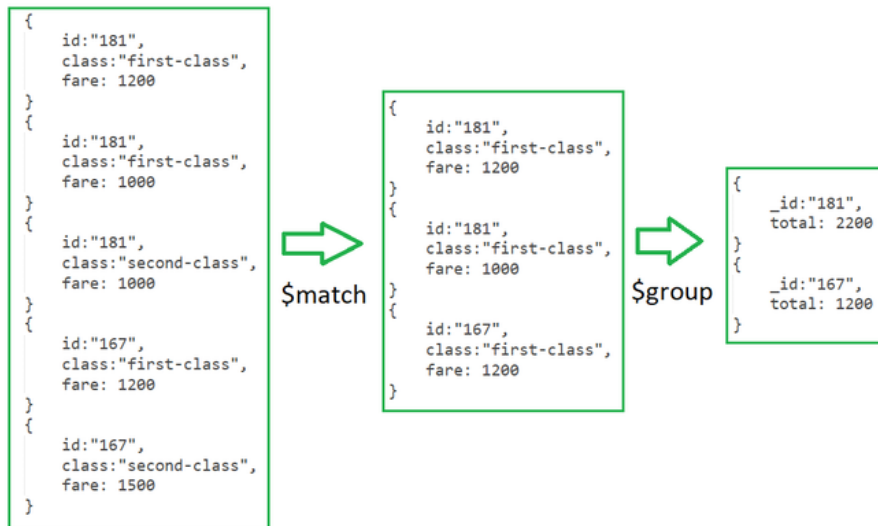 {
id:"181",
class:"first-class",
fare: 1200
}
{
id:"181",
class:"first-class",
fare: 1000
}
{
id:"181",
class:"second-class",
fare: 1000
}
{
id:"167",
class:"first-class",
fare: 1200
}
{
id:"167",
class:"second-class",
fare: 1500
}
$match
{
id:"181",
class:"first-class",
fare: 1200
}
{
id:"181",
class:"first-class",
fare: 1000
}
{
id:"167",
class:"first-class",
fare: 1200
}
$group
{
_id:"181",
total: 2200
}
{
_id:"167",
total: 1200
}